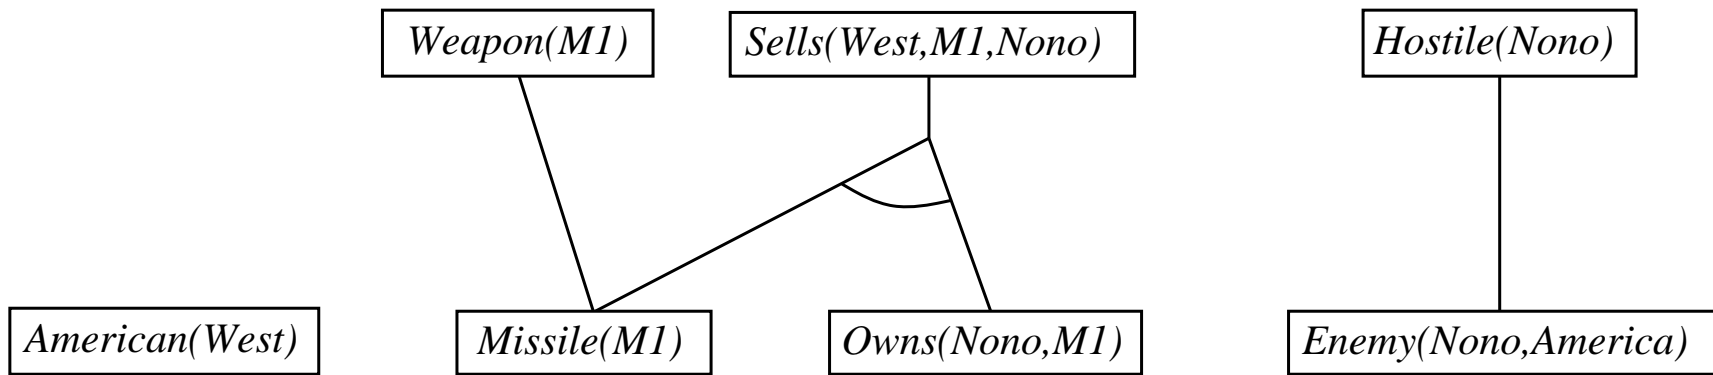 Weapon(M1)
Sells(West,M1,Nono)
Hostile(Nono)
American(West)
Missile(M1)
Owns(Nono,M1)
Enemy(Nono,America)